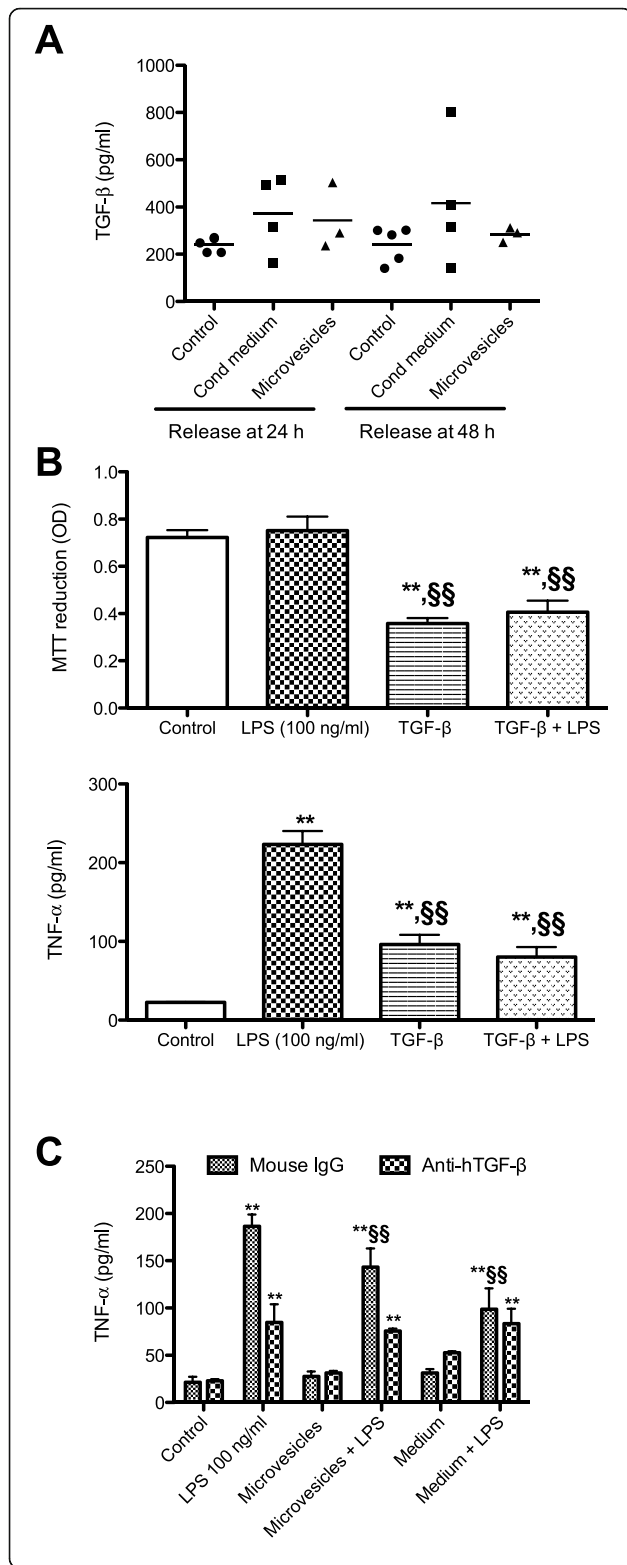 A
TGF-β (pg/ml)
1000
800
600
400
200
0
Control
Cond medium
Microvesicles
Control
Cond medium
Microvesicles
Release at 24 h
Release at 48 h
B
MTT reduction (OD)
1.0
0.8
0.6
0.4
0.2
0.0
**,§§
**,§§
Control
LPS (100 ng/ml)
TGF-β
TGF-β + LPS
TNF-α (pg/ml)
300
200
100
0
**
**,§§
**,§§
Control
LPS (100 ng/ml)
TGF-β
TGF-β + LPS
C
Mouse IgG
Anti-hTGF-β
TNF-α (pg/ml)
250
200
150
100
50
0
**
**
**§§
**
**§§
**
Control
LPS 100 ng/ml
Microvesicles
Microvesicles + LPS
Medium
Medium + LPS